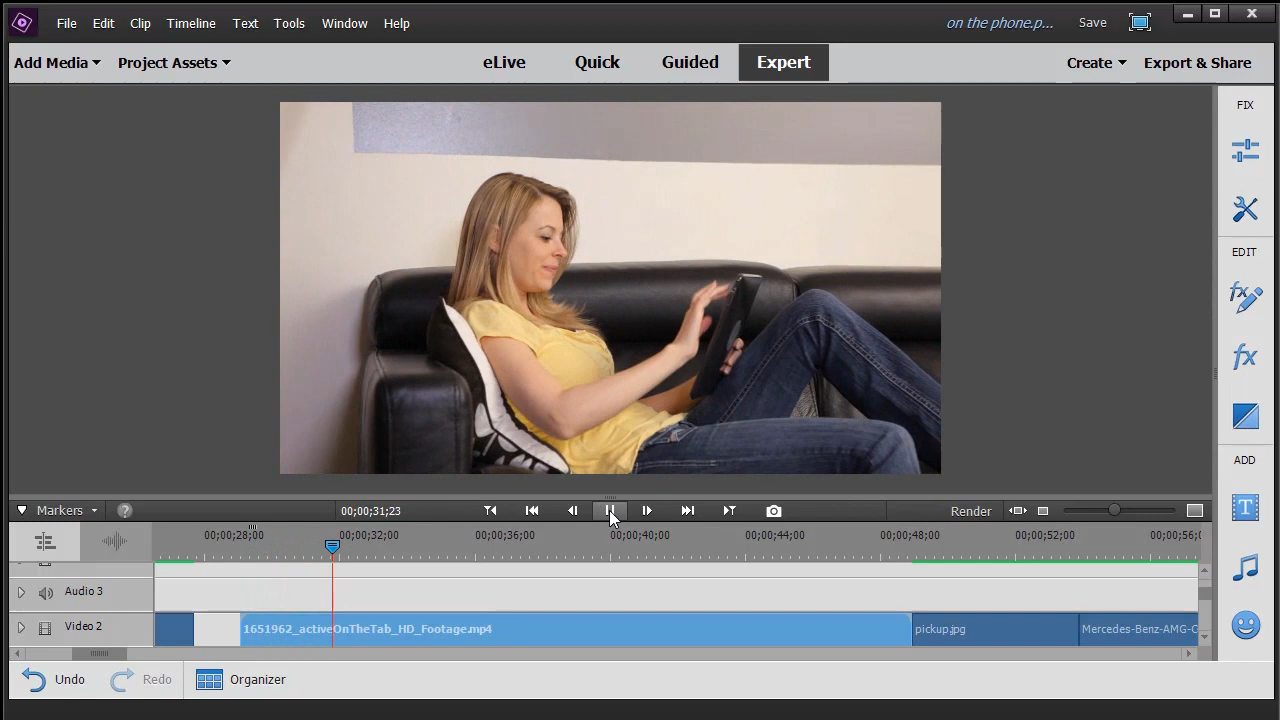 File Edit Clip Timeline Text Tools Window Help on the phone.p... Save
Add Media Project Assets eLive Quick Guided Expert Create Export & Share
FIX
EDIT
ADD
Markers ? 00;00;31;23 Render
00;00;28;00 00;00;32;00 00;00;36;00 00;00;40;00 00;00;44;00 00;00;48;00 00;00;52;00 00;00;56;0
Audio 3
Video 2 1651962_activeOnTheTab_HD_Footage.mp4 pickup.jpg Mercedes-Benz-AMG-C
Undo Redo Organizer